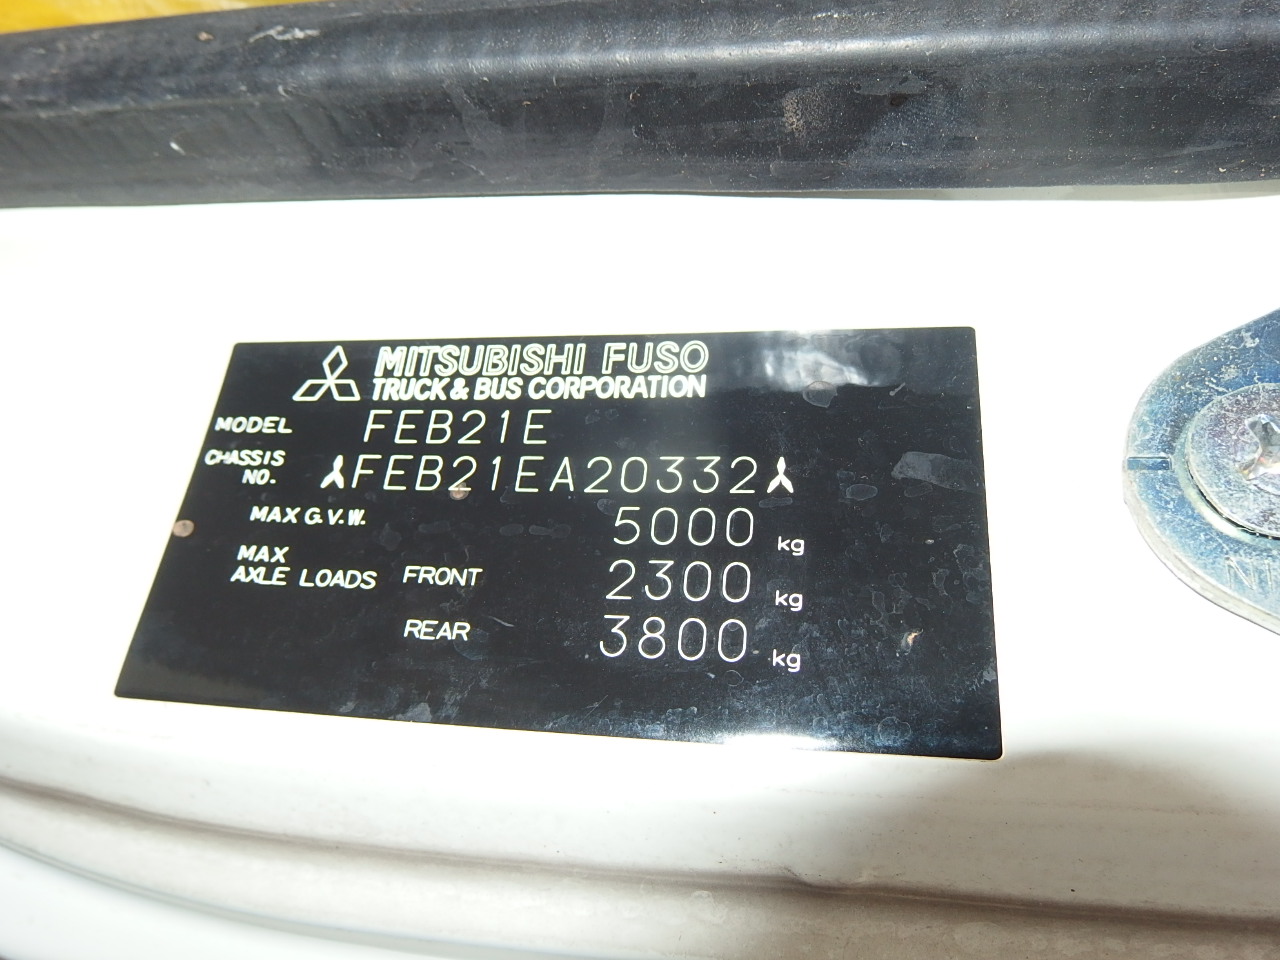 MITSUBISHI FUSO
TRUCK & BUS CORPORATION
MODEL FEB21E
CHASSIS NO. FEB21EA20332
MAX G.V.W. 5000 kg
MAX AXLE LOADS FRONT 2300 kg
REAR 3800 kg